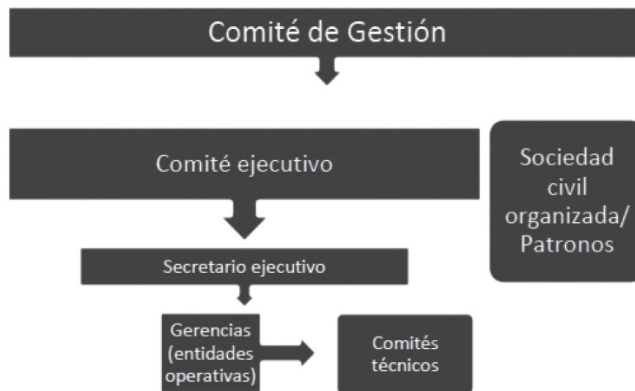 Comité de Gestión
Comité ejecutivo
Sociedad
civil
organizada/
Patronos
Secretario ejecutivo
Gerencias
(entidades
operativas)
Comités
técnicos